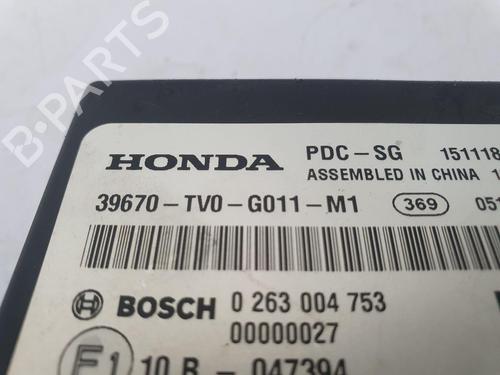 HONDA PDC-SG 151118
ASSEMBLED IN CHINA
39670-TV0-G011-M1 369 051
BOSCH 0 263 004 753
00000027
E1 10 R - 047394
B-PARTS